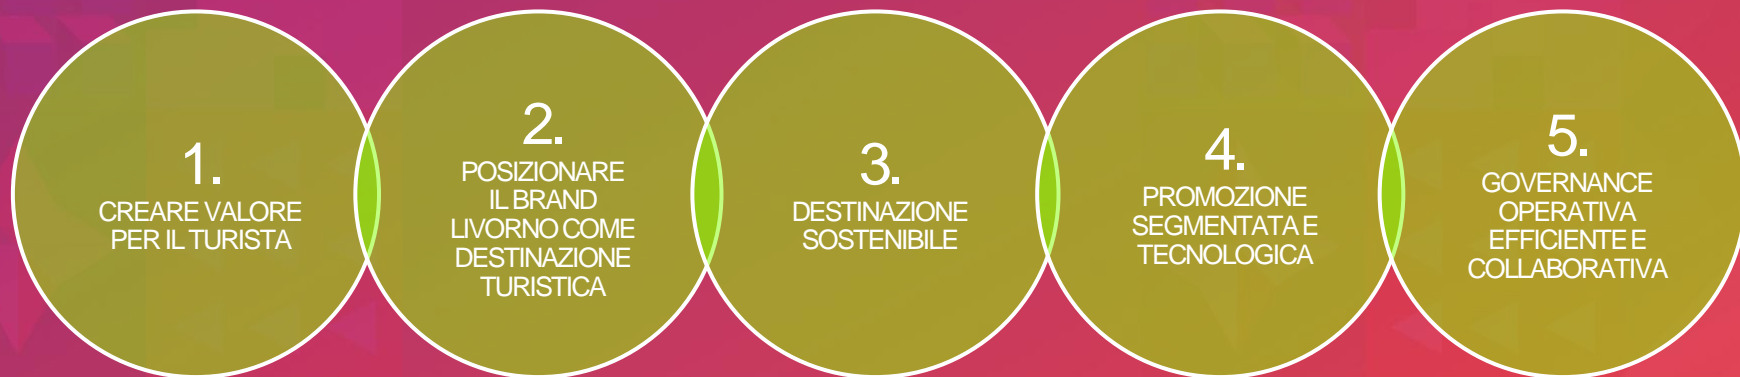 1.
CREARE VALORE
PER IL TURISTA
2.
POSIZIONARE
IL BRAND
LIVORNO COME
DESTINAZIONE
TURISTICA
3.
DESTINAZIONE
SOSTENIBILE
4.
PROMOZIONE
SEGMENTATA E
TECNOLOGICA
5.
GOVERNANCE
OPERATIVA
EFFICIENTE E
COLLABORATIVA